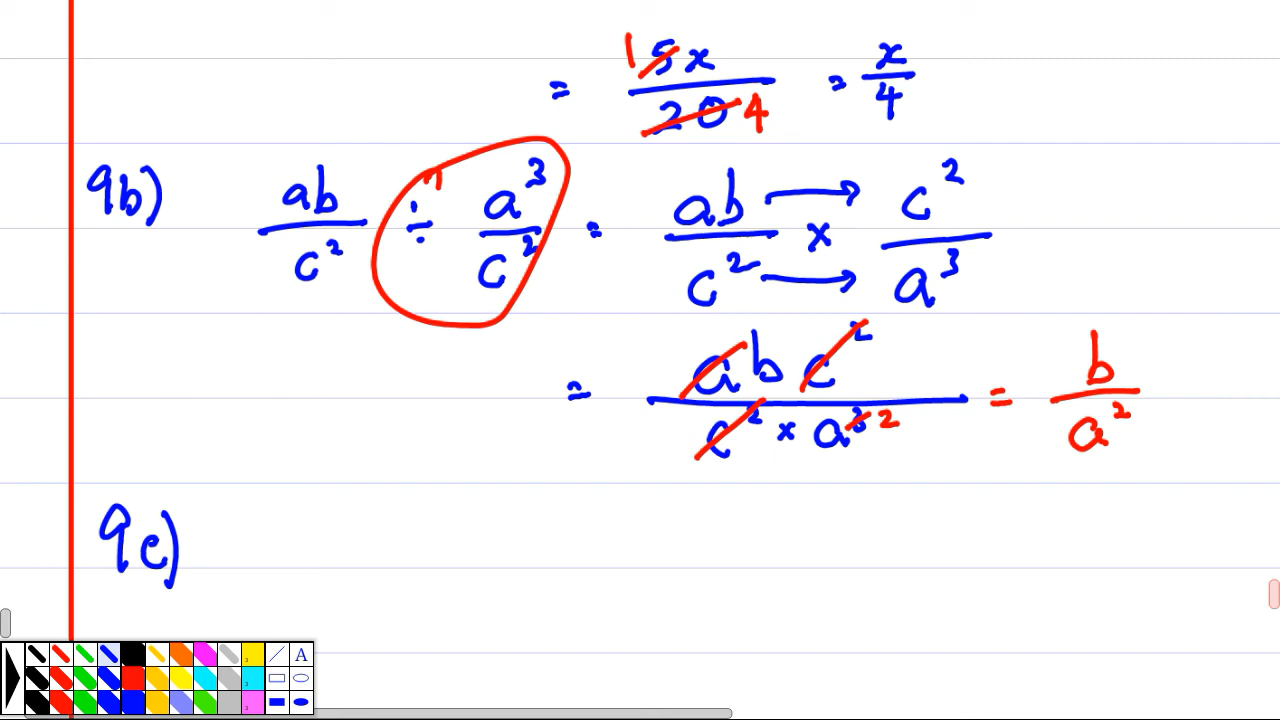 = 15x/20 4 = x/4
9b) ab/c² ÷ a³/c² = ab/c² × c²/a³
= abc²/c² × a³ 2 = b/a²
9c)
A